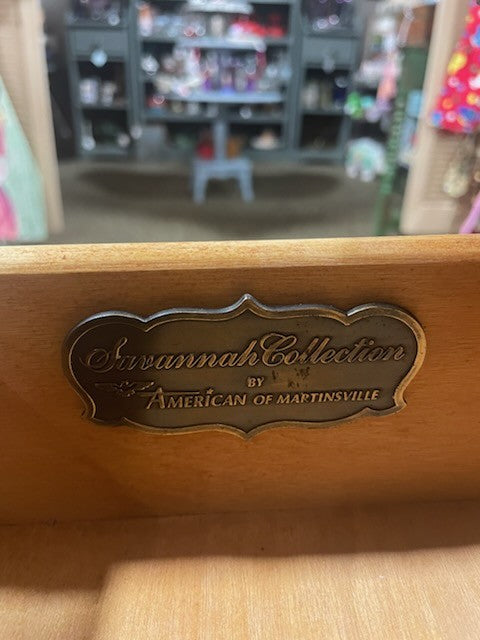 Savannah Collection
BY
AMERICAN OF MARTINSVILLE